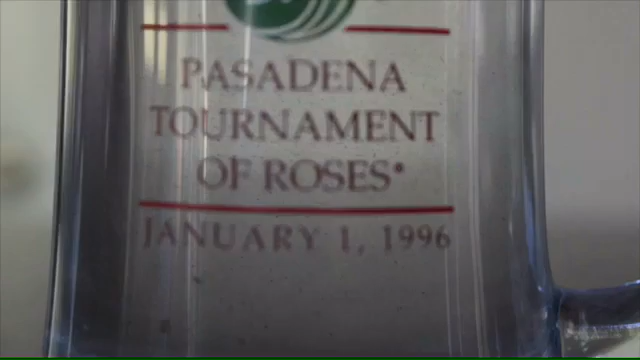 PASADENA
TOURNAMENT
OF ROSES®
JANUARY 1, 1996